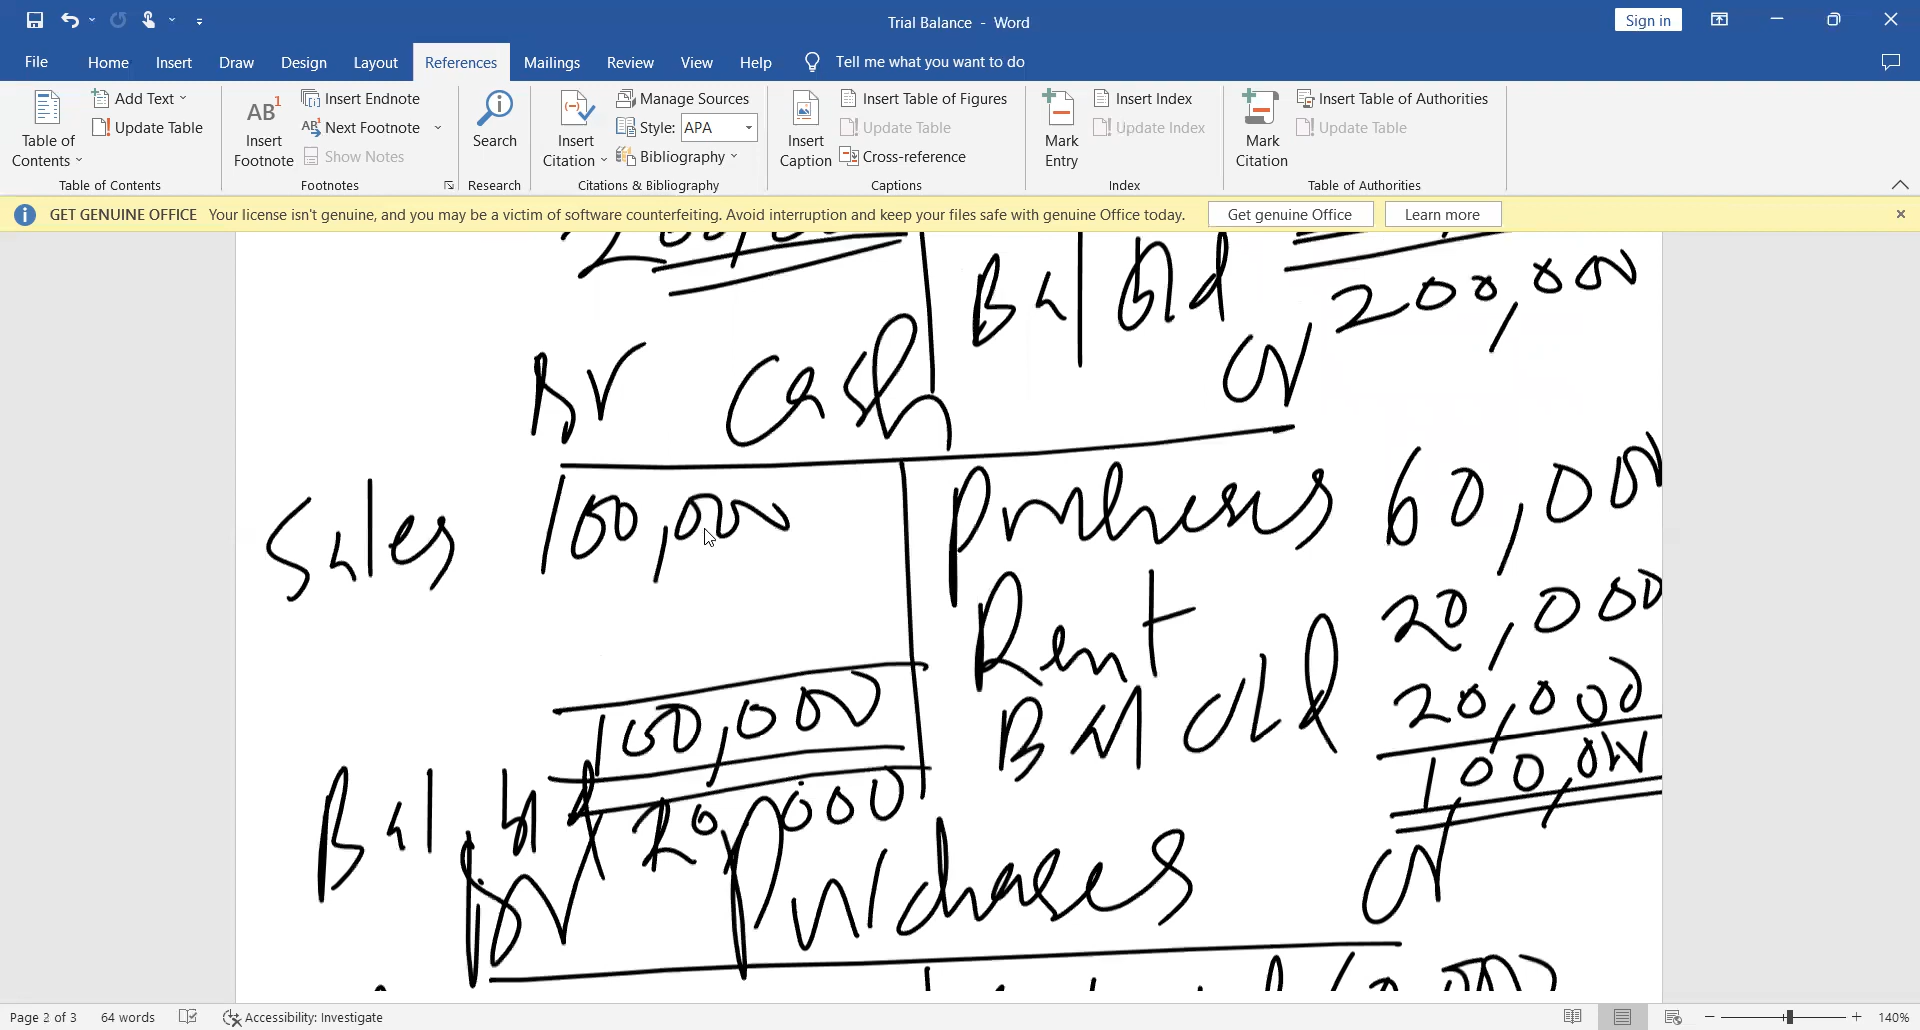 Trial Balance - Word
Sign in
File Home Insert Draw Design Layout References Mailings Review View Help Tell me what you want to do
Table of Contents
Add Text
Update Table
Table of Contents
AB1 Insert Footnote
Insert Endnote
Next Footnote
Show Notes
Footnotes
Search
Research
Insert Citation
Manage Sources
Style: APA
Bibliography
Citations & Bibliography
Insert Caption
Insert Table of Figures
Update Table
Cross-reference
Captions
Mark Entry
Insert Index
Update Index
Index
Mark Citation
Insert Table of Authorities
Update Table
Table of Authorities
GET GENUINE OFFICE Your license isn't genuine, and you may be a victim of software counterfeiting. Avoid interruption and keep your files safe with genuine Office today. Get genuine Office Learn more
Bal b/d 200,000
Dr Cash Cr
Sales 100,000 Purchases 60,000
Rent 20,000
Bal c/d 20,000
100,000 100,000
Bal b/d 20,000
Dr Purchases Cr
Page 2 of 3 64 words Accessibility: Investigate 140%